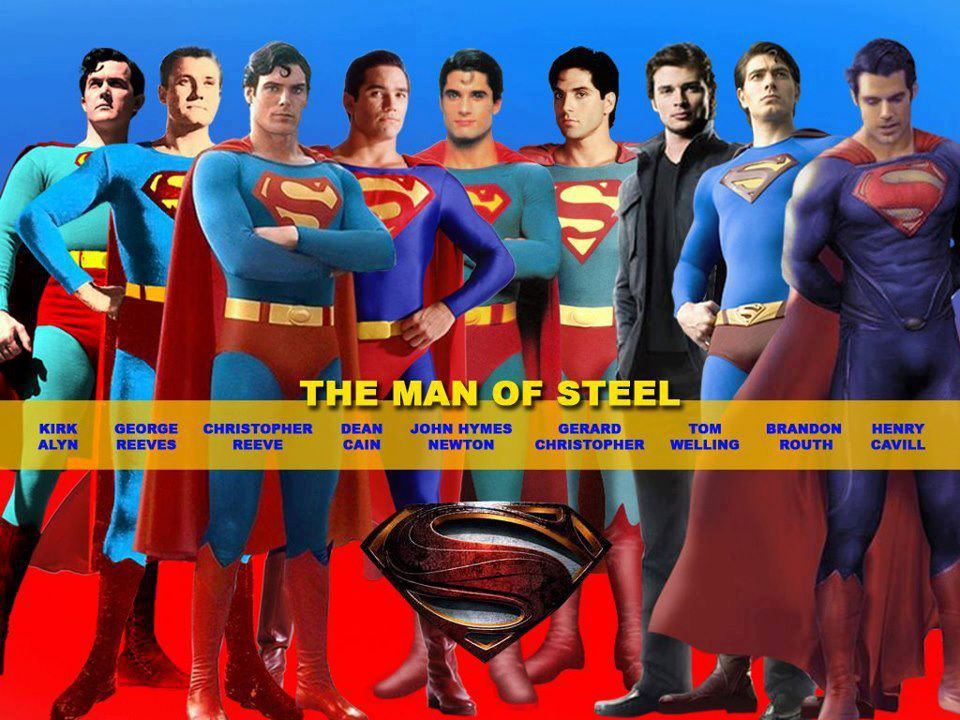 THE MAN OF STEEL
KIRK GEORGE CHRISTOPHER DEAN JOHN HYMES GERARD TOM BRANDON HENRY
ALYN REEVES REEVE CAIN NEWTON CHRISTOPHER WELLING ROUTH CAVILL